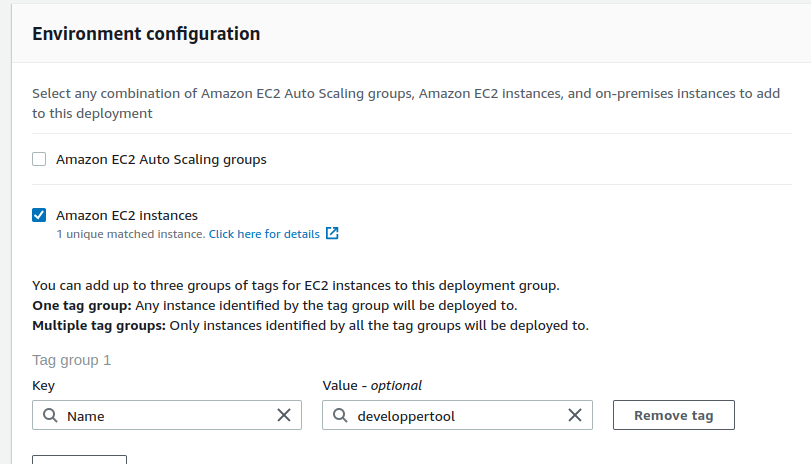 Environment configuration
Select any combination of Amazon EC2 Auto Scaling groups, Amazon EC2 instances, and on-premises instances to add
to this deployment
Amazon EC2 Auto Scaling groups
Amazon EC2 instances
1 unique matched instance. Click here for details
You can add up to three groups of tags for EC2 instances to this deployment group.
One tag group: Any instance identified by the tag group will be deployed to.
Multiple tag groups: Only instances identified by all the tag groups will be deployed to.
Tag group 1
Key
Value - optional
Name
developpertool
Remove tag